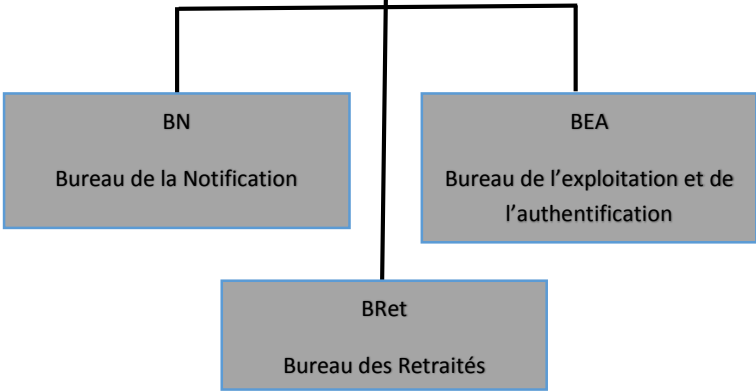 BN
Bureau de la Notification
BEA
Bureau de l’exploitation et de
l’authentification
BRet
Bureau des Retraités